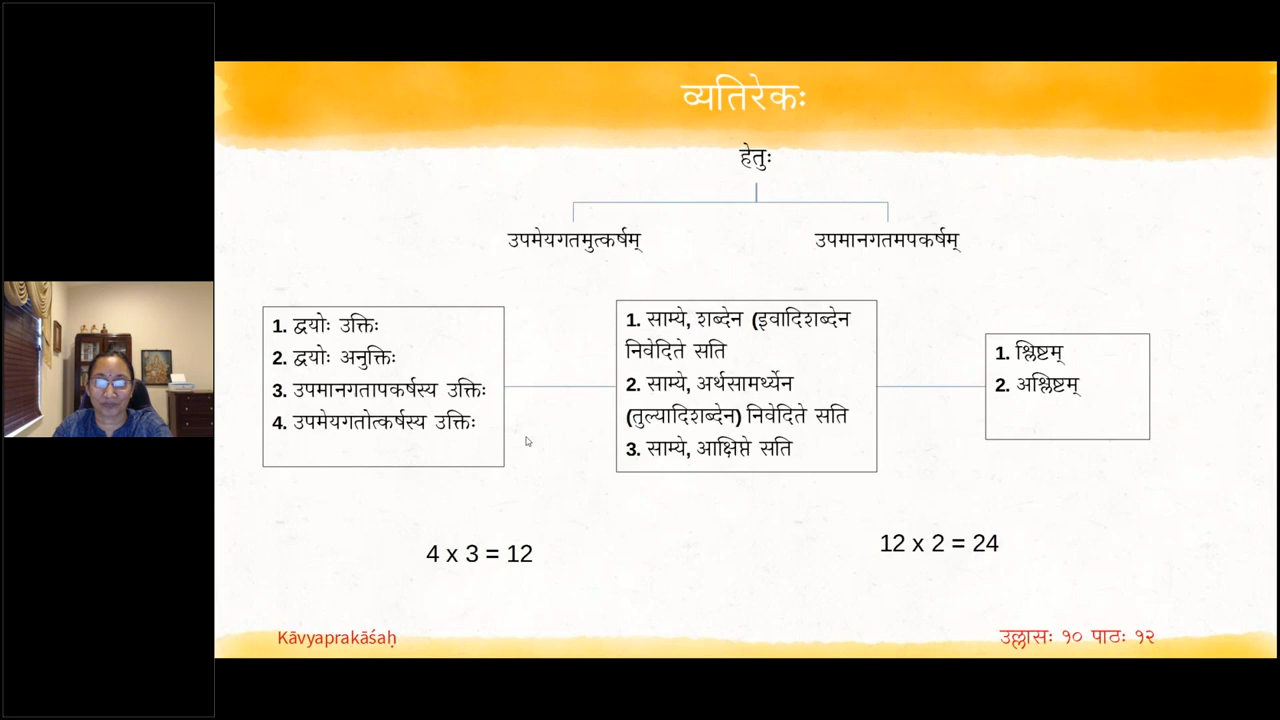 व्यतिरेकः
हेतुः
उपमेयगतमुत्कर्षम्
उपमानगतमपकर्षम्
1. द्वयोः उक्तिः
2. द्वयोः अनुक्तिः
3. उपमानगतापकर्षस्य उक्तिः
4. उपमेयगतोत्कर्षस्य उक्तिः
1. साम्ये, शब्देन (इवादिशब्देन
निवेदिते सति
2. साम्ये, अर्थसामर्थ्येन
(तुल्यादिशब्देन) निवेदिते सति
3. साम्ये, आक्षिप्ते सति
1. श्लिष्टम्
2. अश्लिष्टम्
4 x 3 = 12
12 x 2 = 24
Kāvyaprakāśaḥ
उल्लासः १० पाठः १२